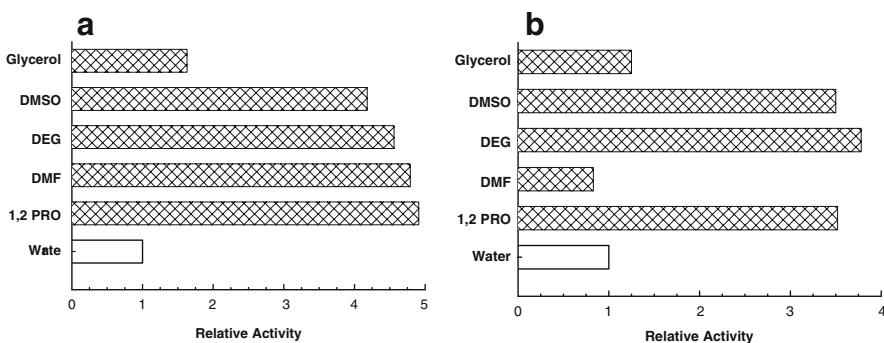 a
Glycerol
DMSO
DEG
DMF
1,2 PRO
Wate
0 1 2 3 4 5
Relative Activity
b
Glycerol
DMSO
DEG
DMF
1,2 PRO
Water
0 1 2 3 4
Relative Activity